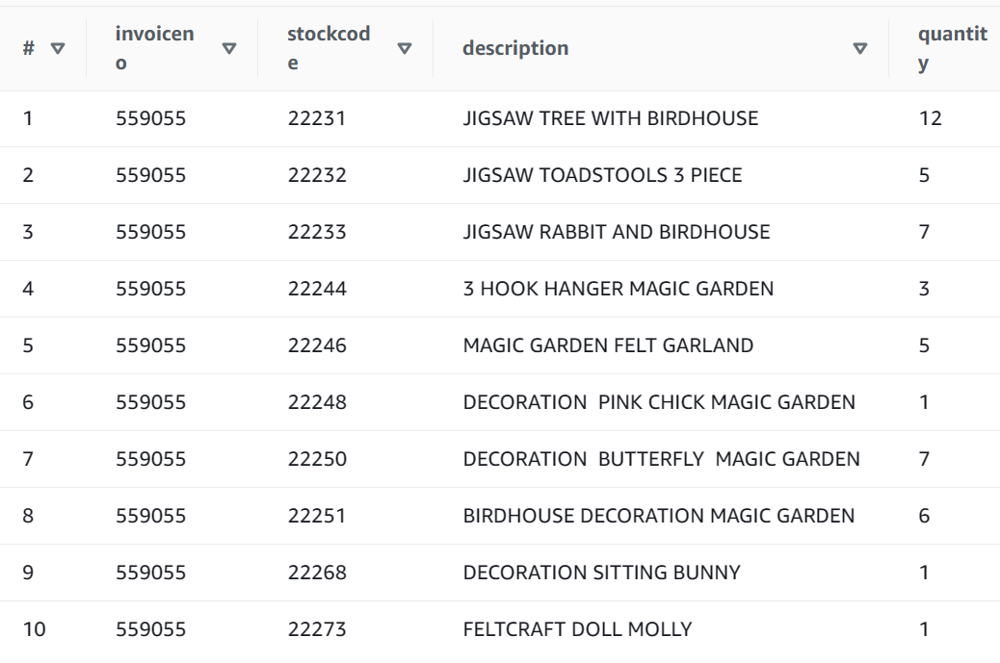 # invoiceno stockcode description quantity
1 559055 22231 JIGSAW TREE WITH BIRDHOUSE 12
2 559055 22232 JIGSAW TOADSTOOLS 3 PIECE 5
3 559055 22233 JIGSAW RABBIT AND BIRDHOUSE 7
4 559055 22244 3 HOOK HANGER MAGIC GARDEN 3
5 559055 22246 MAGIC GARDEN FELT GARLAND 5
6 559055 22248 DECORATION  PINK CHICK MAGIC GARDEN 1
7 559055 22250 DECORATION  BUTTERFLY  MAGIC GARDEN 7
8 559055 22251 BIRDHOUSE DECORATION MAGIC GARDEN 6
9 559055 22268 DECORATION SITTING BUNNY 1
10 559055 22273 FELTCRAFT DOLL MOLLY 1